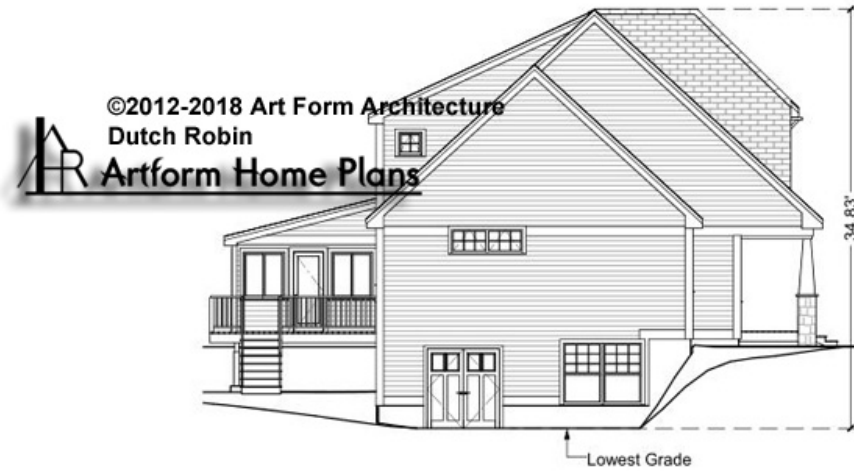 ©2012-2018 Art Form Architecture
Dutch Robin
Artform Home Plans
34.83'
Lowest Grade